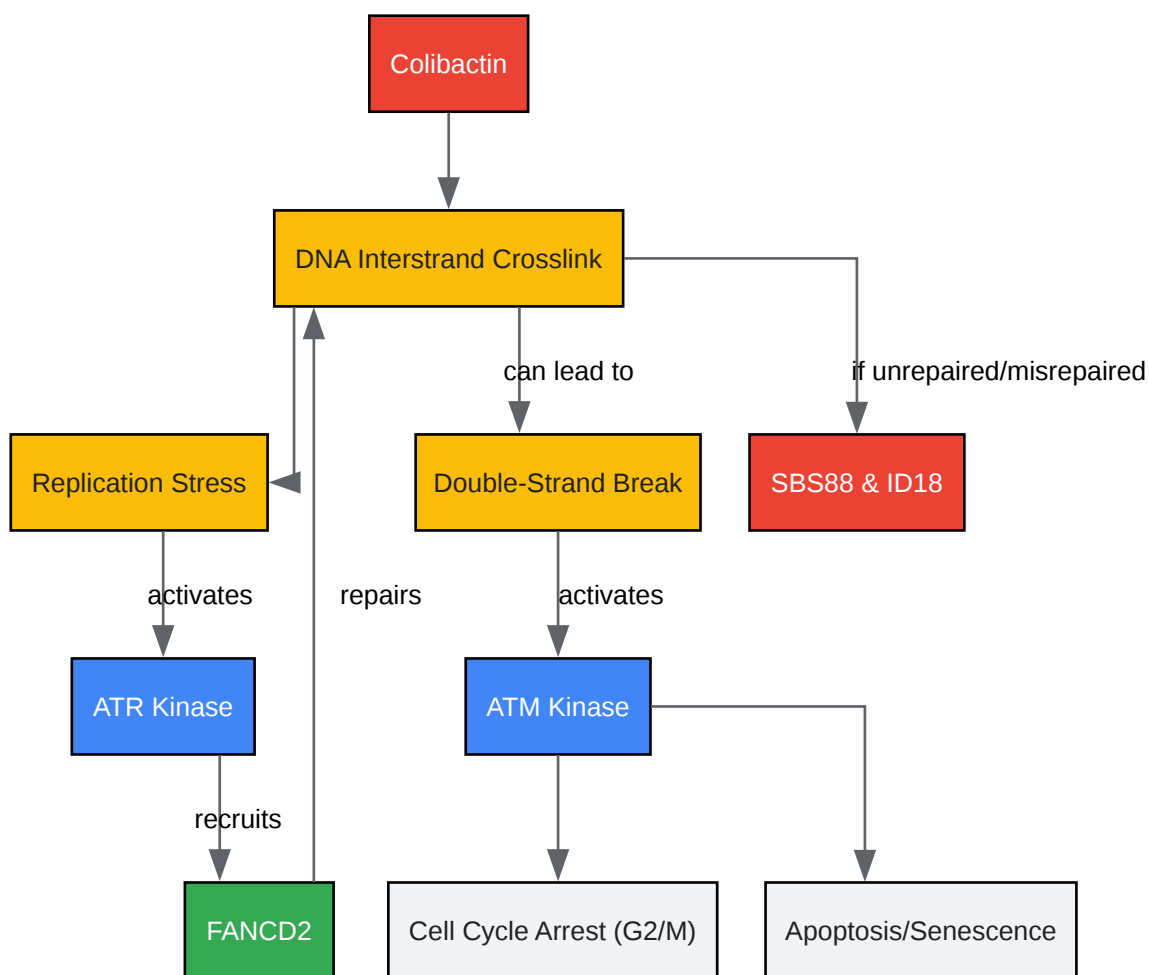 Colibactin
DNA Interstrand Crosslink
can lead to
if unrepaired/misrepaired
Replication Stress
Double-Strand Break
SBS88 & ID18
activates
repairs
activates
ATR Kinase
ATM Kinase
recruits
FANCD2
Cell Cycle Arrest (G2/M)
Apoptosis/Senescence